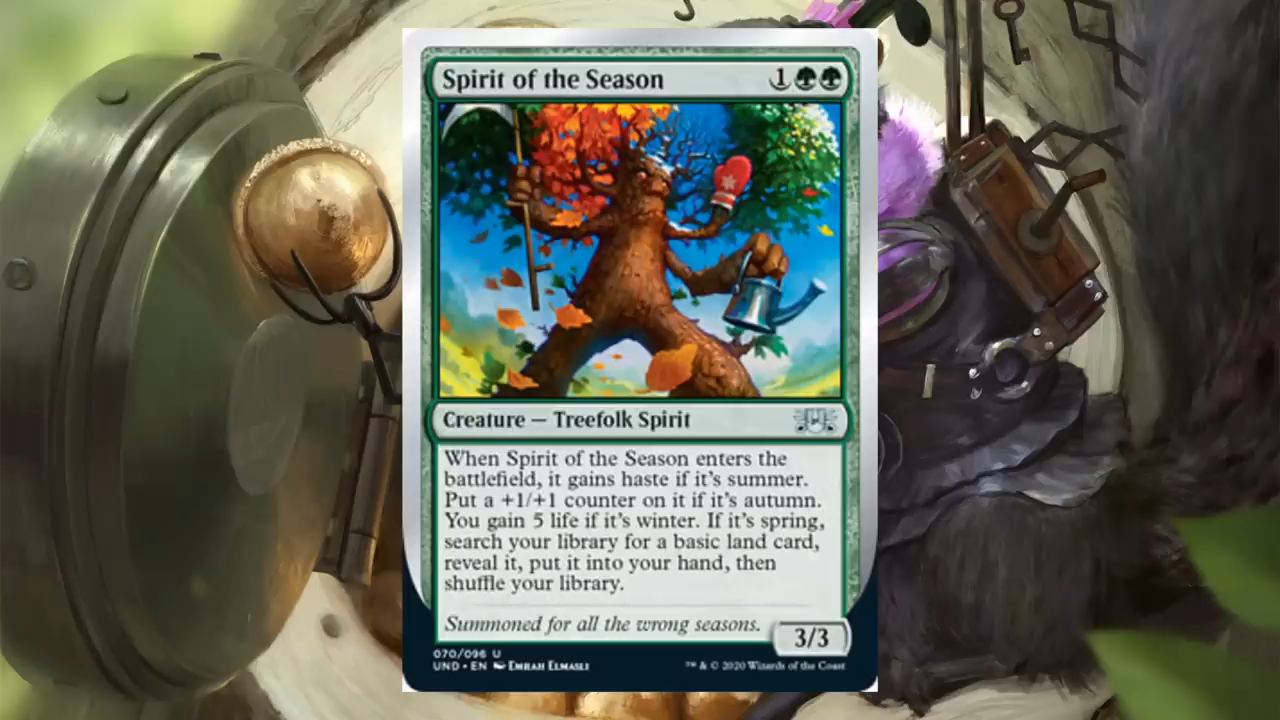 Spirit of the Season 1
Creature — Treefolk Spirit
When Spirit of the Season enters the
battlefield, it gains haste if it's summer.
Put a +1/+1 counter on it if it's autumn.
You gain 5 life if it's winter. If it's spring,
search your library for a basic land card,
reveal it, put it into your hand, then
shuffle your library.
Summoned for all the wrong seasons.
3/3
070/096 U
UND • EN Emrah Elmasli
™ & © 2020 Wizards of the Coast